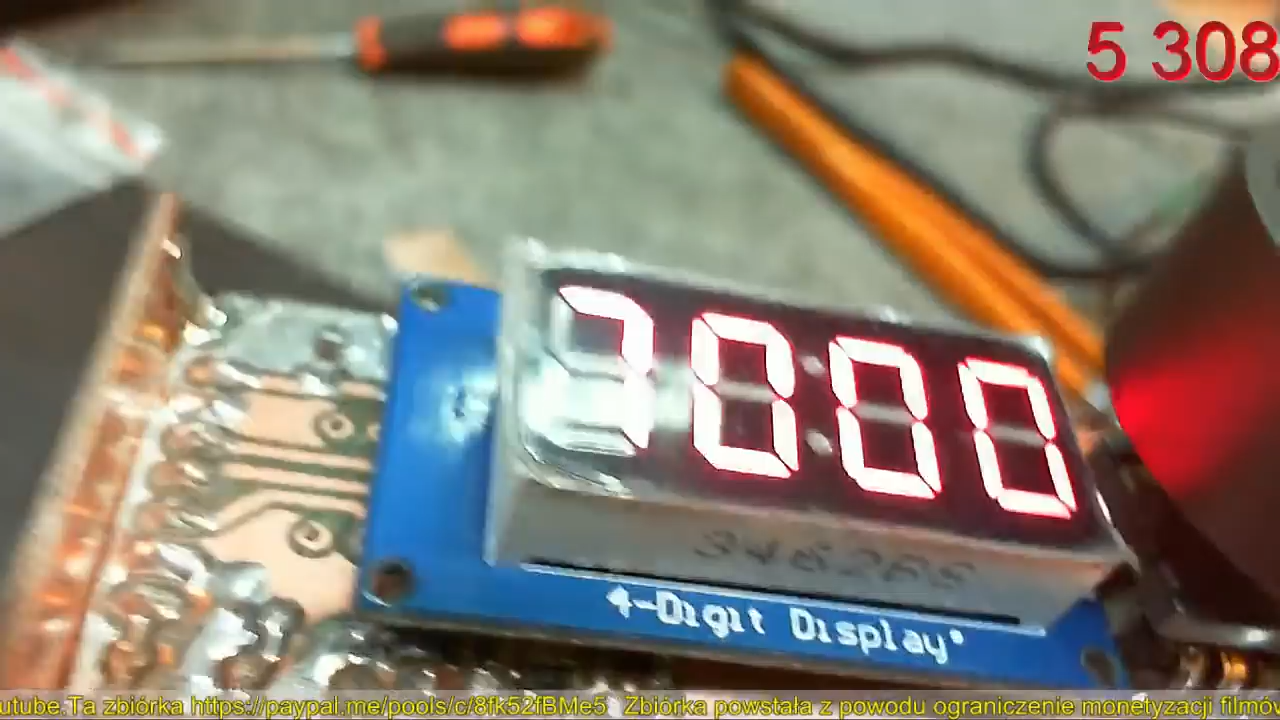 5 308
7000
4-Digit Display
utube.Ta zbiórka https://paypal.me/pools/c/8fk52fBMe5 Zbiórka powstała z powodu ograniczenie monetyzacji filmów